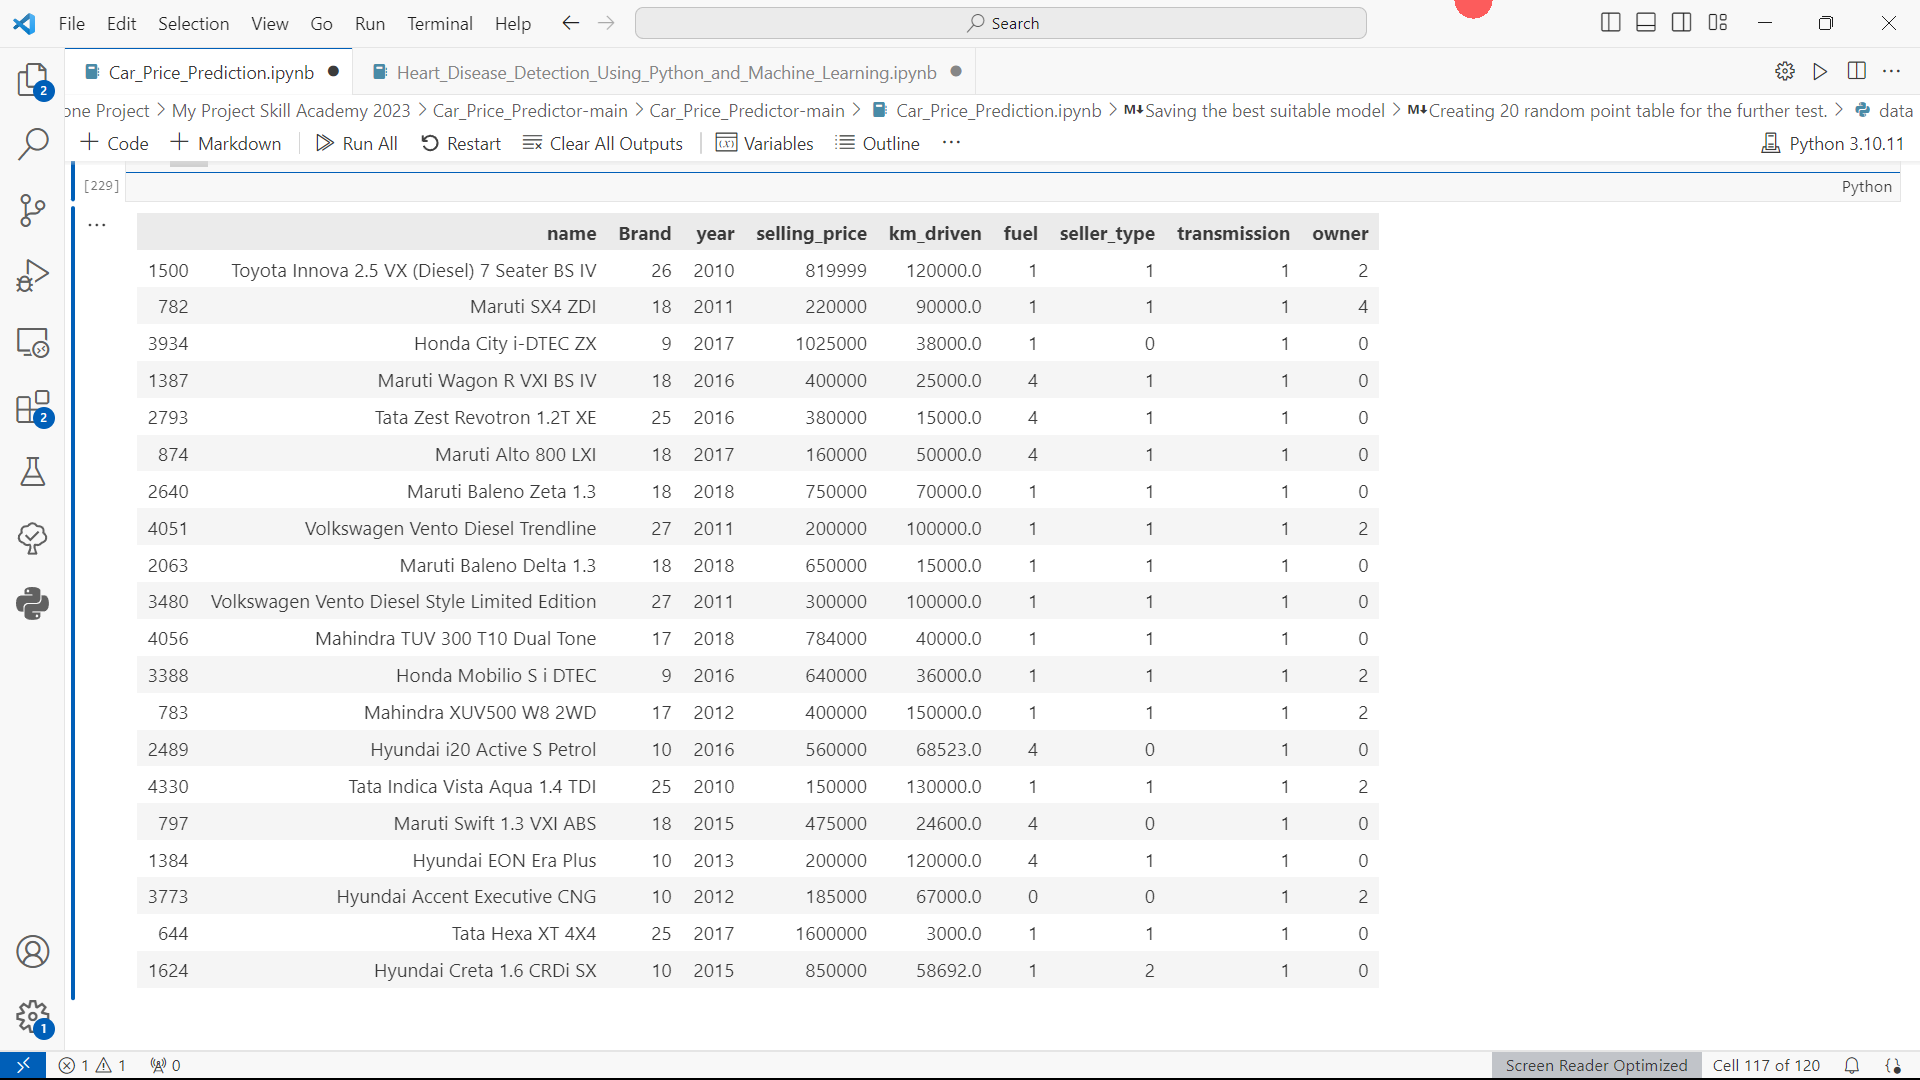 File Edit Selection View Go Run Terminal Help Search
Car_Price_Prediction.ipynb Heart_Disease_Detection_Using_Python_and_Machine_Learning.ipynb
one Project > My Project Skill Academy 2023 > Car_Price_Predictor-main > Car_Price_Predictor-main > Car_Price_Prediction.ipynb > M↓Saving the best suitable model > M↓Creating 20 random point table for the further test. > data
+ Code + Markdown Run All Restart Clear All Outputs (x) Variables Outline ... Python 3.10.11
[229] Python
...
name Brand year selling_price km_driven fuel seller_type transmission owner
1500 Toyota Innova 2.5 VX (Diesel) 7 Seater BS IV 26 2010 819999 120000.0 1 1 1 2
782 Maruti SX4 ZDI 18 2011 220000 90000.0 1 1 1 4
3934 Honda City i-DTEC ZX 9 2017 1025000 38000.0 1 0 1 0
1387 Maruti Wagon R VXI BS IV 18 2016 400000 25000.0 4 1 1 0
2793 Tata Zest Revotron 1.2T XE 25 2016 380000 15000.0 4 1 1 0
874 Maruti Alto 800 LXI 18 2017 160000 50000.0 4 1 1 0
2640 Maruti Baleno Zeta 1.3 18 2018 750000 70000.0 1 1 1 0
4051 Volkswagen Vento Diesel Trendline 27 2011 200000 100000.0 1 1 1 2
2063 Maruti Baleno Delta 1.3 18 2018 650000 15000.0 1 1 1 0
3480 Volkswagen Vento Diesel Style Limited Edition 27 2011 300000 100000.0 1 1 1 0
4056 Mahindra TUV 300 T10 Dual Tone 17 2018 784000 40000.0 1 1 1 0
3388 Honda Mobilio S i DTEC 9 2016 640000 36000.0 1 1 1 2
783 Mahindra XUV500 W8 2WD 17 2012 400000 150000.0 1 1 1 2
2489 Hyundai i20 Active S Petrol 10 2016 560000 68523.0 4 0 1 0
4330 Tata Indica Vista Aqua 1.4 TDI 25 2010 150000 130000.0 1 1 1 2
797 Maruti Swift 1.3 VXI ABS 18 2015 475000 24600.0 4 0 1 0
1384 Hyundai EON Era Plus 10 2013 200000 120000.0 4 1 1 0
3773 Hyundai Accent Executive CNG 10 2012 185000 67000.0 0 0 1 2
644 Tata Hexa XT 4X4 25 2017 1600000 3000.0 1 1 1 0
1624 Hyundai Creta 1.6 CRDi SX 10 2015 850000 58692.0 1 2 1 0
2
2
1
1 1 0 Screen Reader Optimized Cell 117 of 120